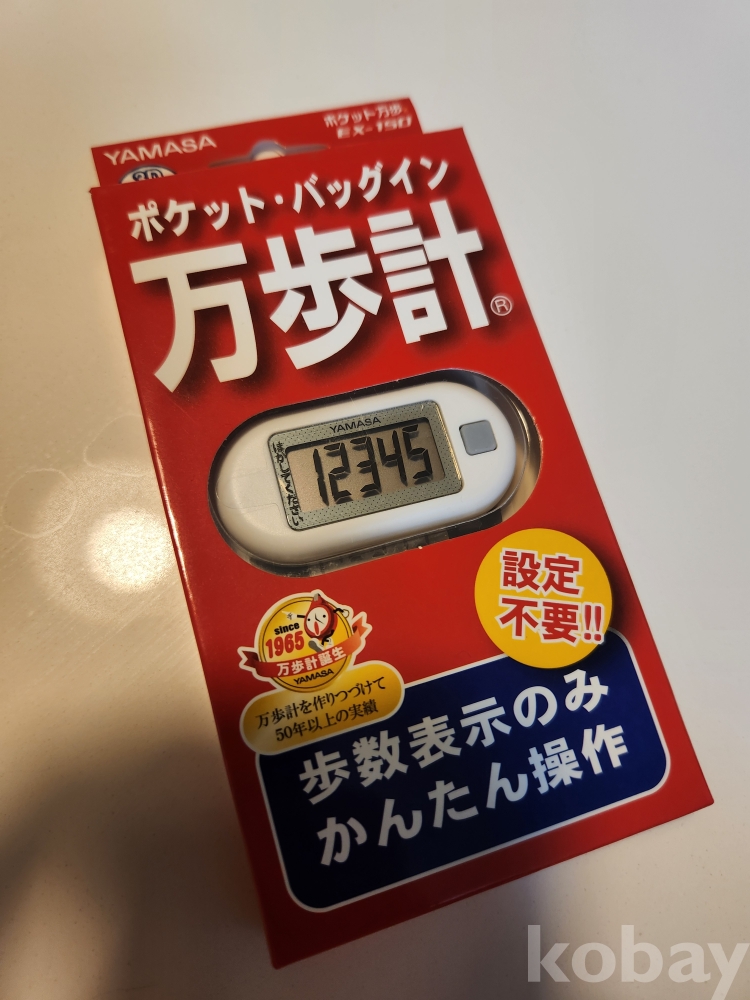 YAMASA
ポケット万歩
EX-150
3D
ポケット・バッグイン
万歩計®
YAMASA
はがしてください
12345
設定
不要!!
since
1965
万歩計誕生
YAMASA
万歩計を作りつづけて
50年以上の実績
歩数表示のみ
かんたん操作
kobay